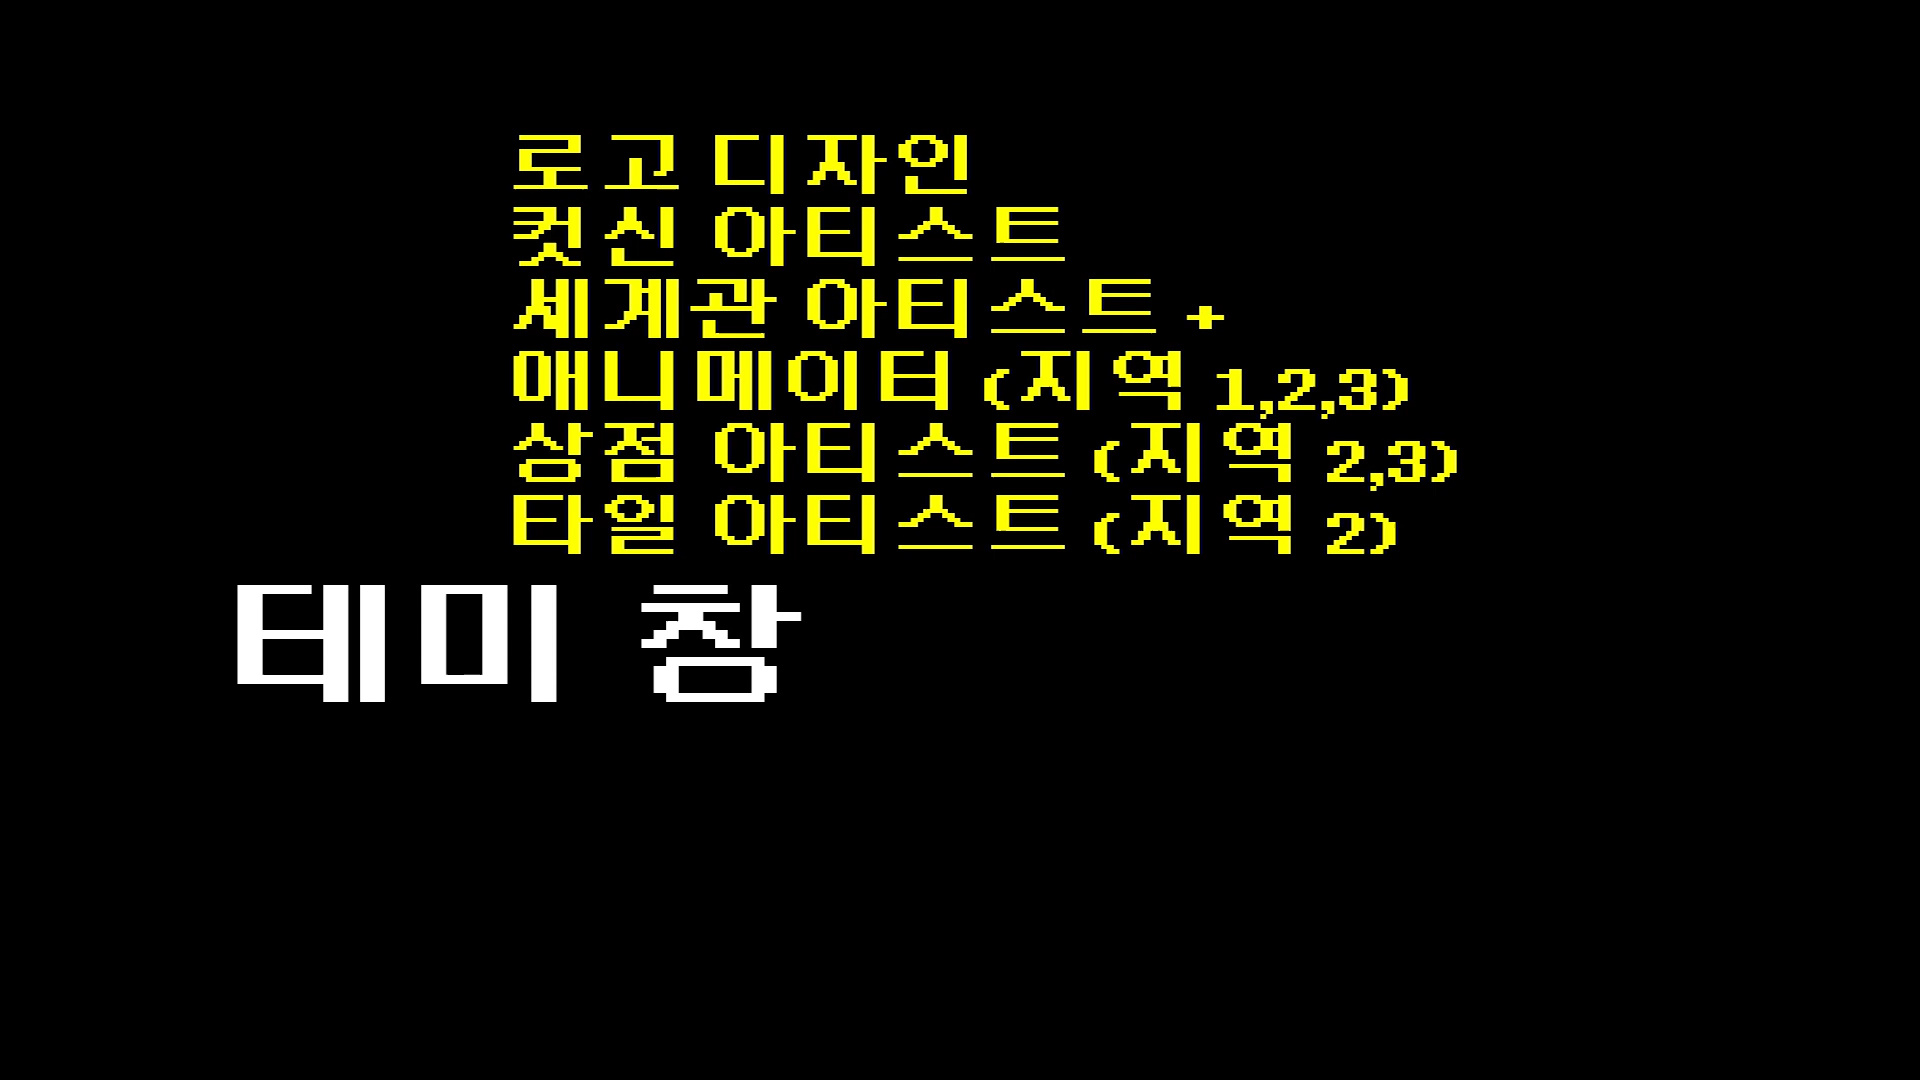 로고 디자인
컷신 아티스트
세계관 아티스트 +
애니메이터 (지역 1,2,3)
상점 아티스트 (지역 2,3)
타일 아티스트 (지역 2)
테미 창